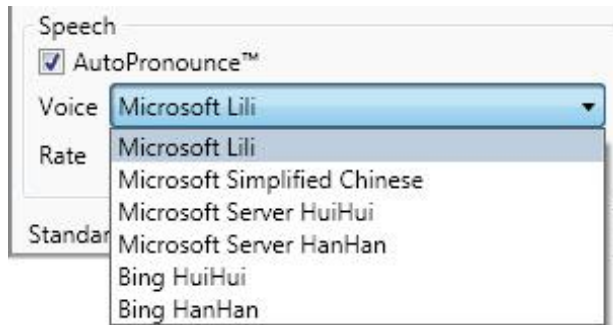 Speech
AutoPronounce™
Voice Microsoft Lili
Rate Microsoft Lili
Microsoft Simplified Chinese
Microsoft Server HuiHui
Standar Microsoft Server HanHan
Bing HuiHui
Bing HanHan